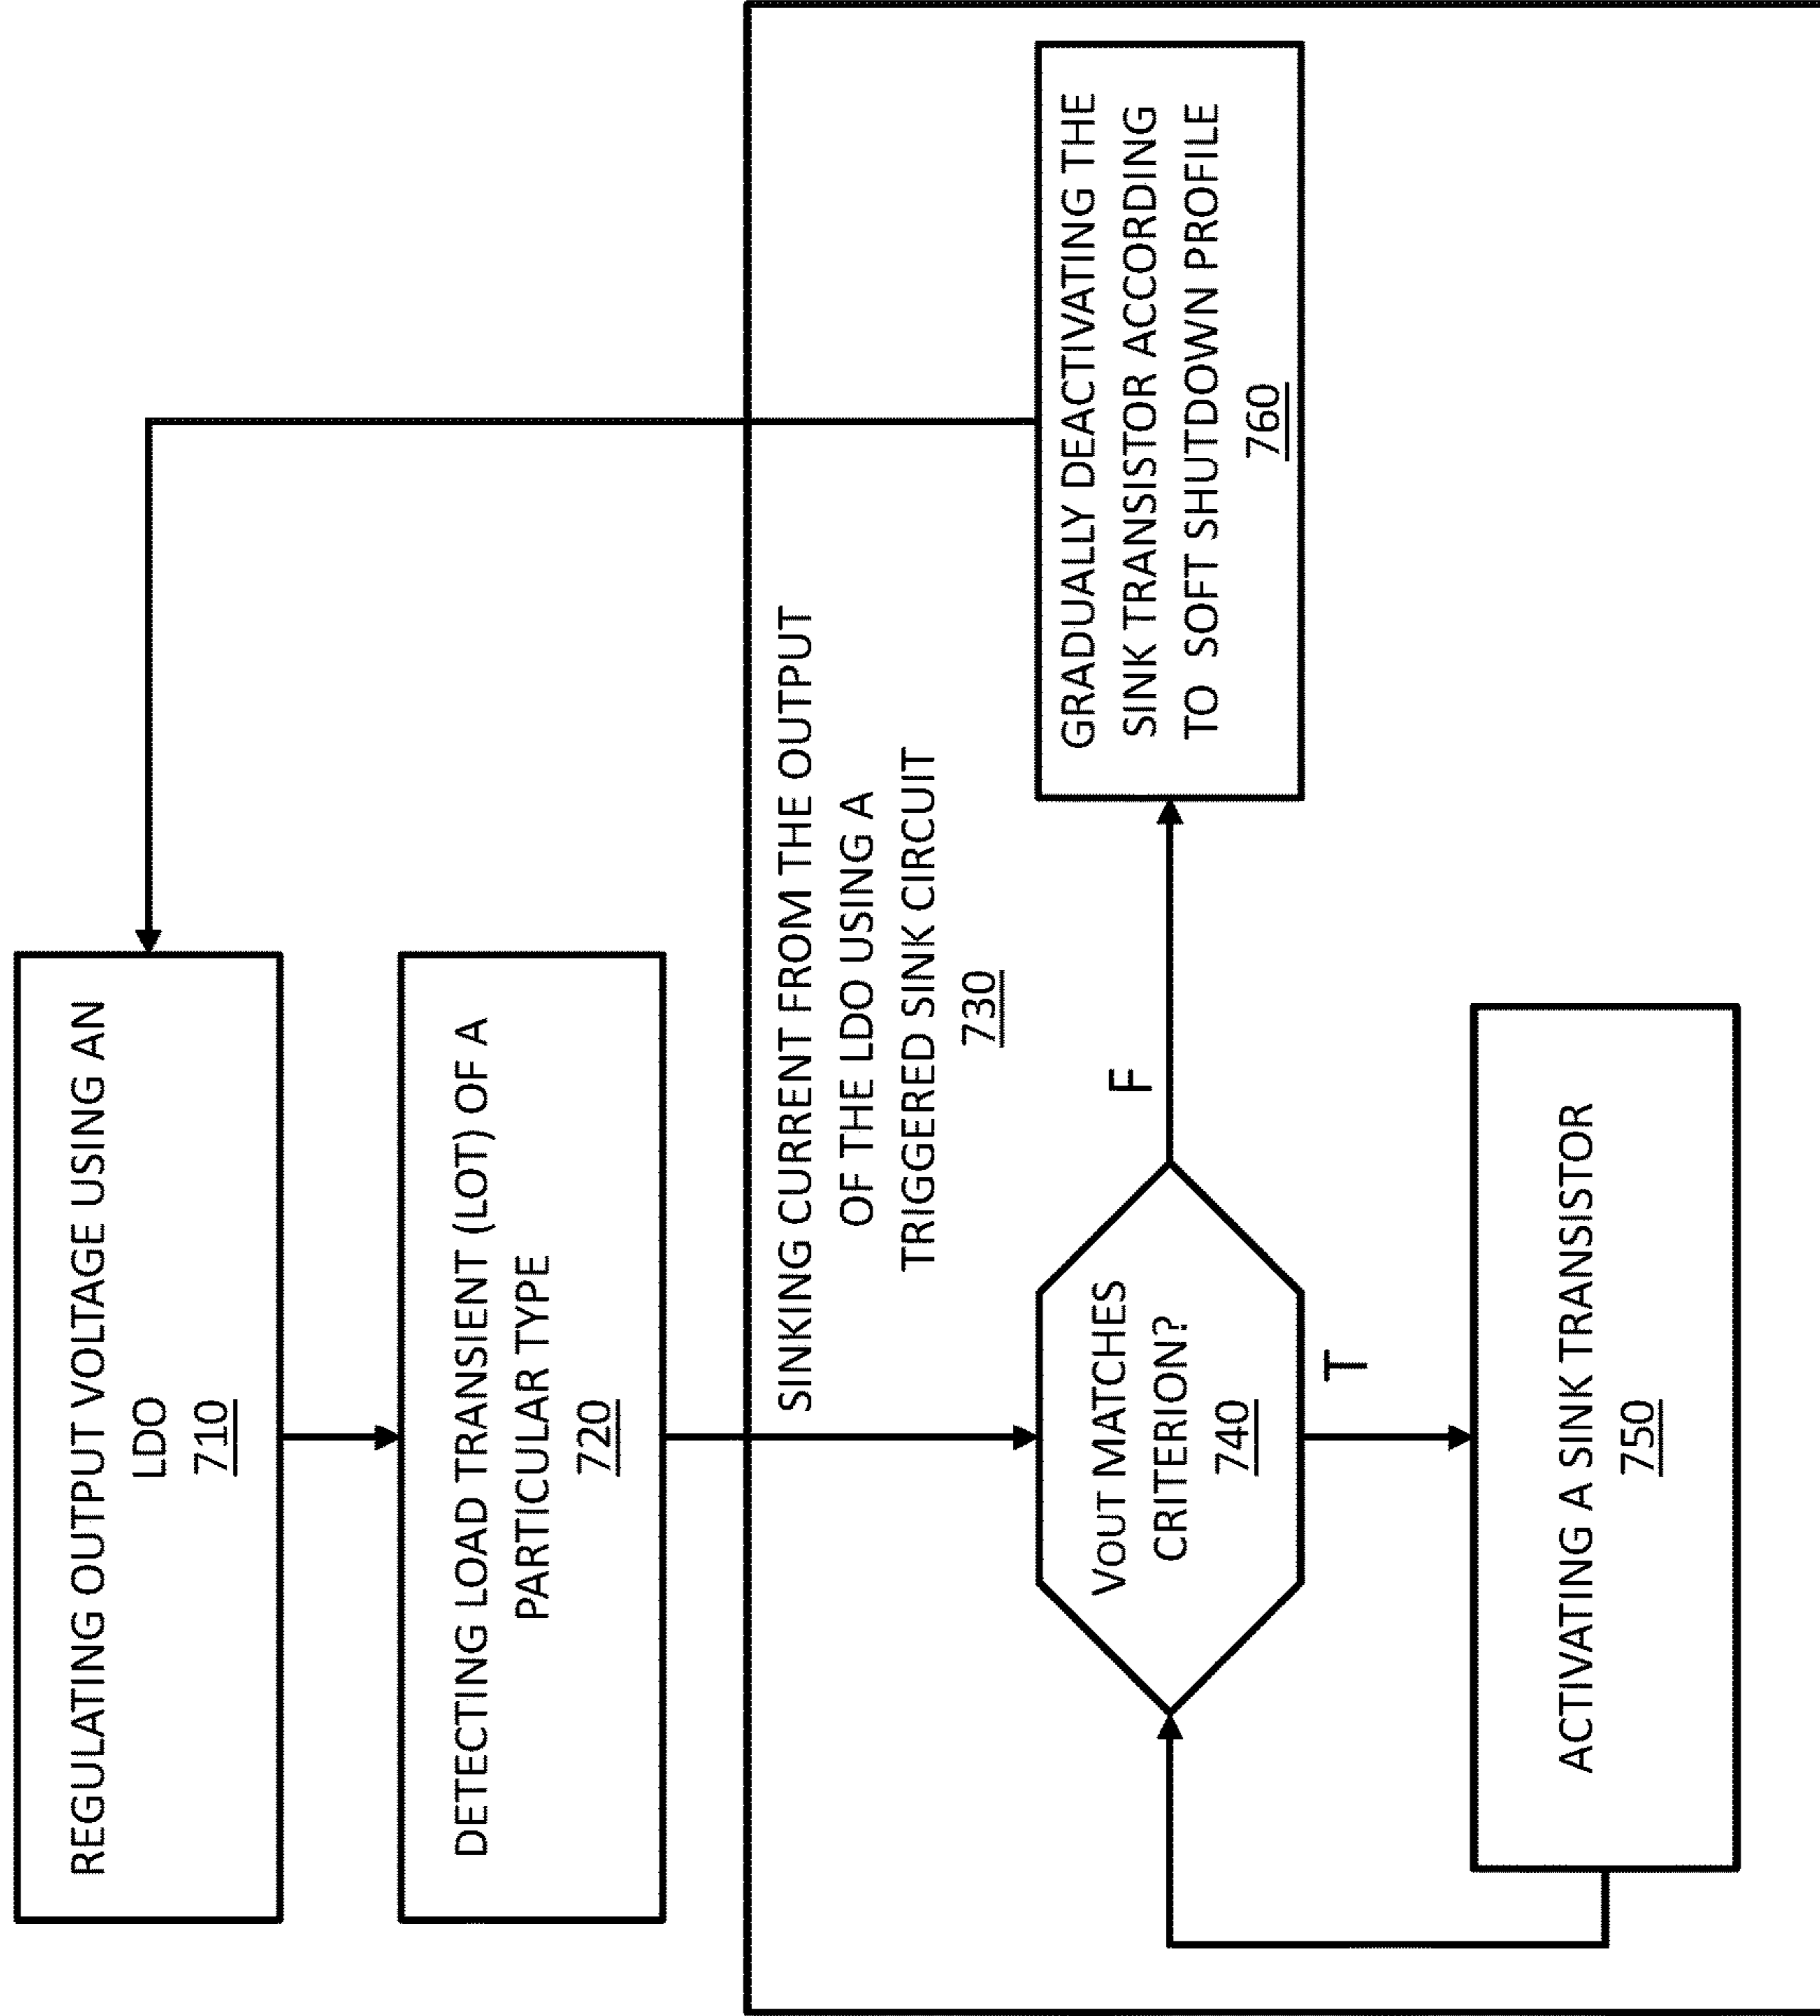 REGULATING OUTPUT VOLTAGE USING AN
LDO
710
DETECTING LOAD TRANSIENT (LOT) OF A
PARTICULAR TYPE
720
SINKING CURRENT FROM THE OUTPUT
OF THE LDO USING A
TRIGGERED SINK CIRCUIT
730
VOUT MATCHES
CRITERION?
740
F
T
ACTIVATING A SINK TRANSISTOR
750
GRADUALLY DEACTIVATING THE
SINK TRANSISTOR ACCORDING
TO SOFT SHUTDOWN PROFILE
760